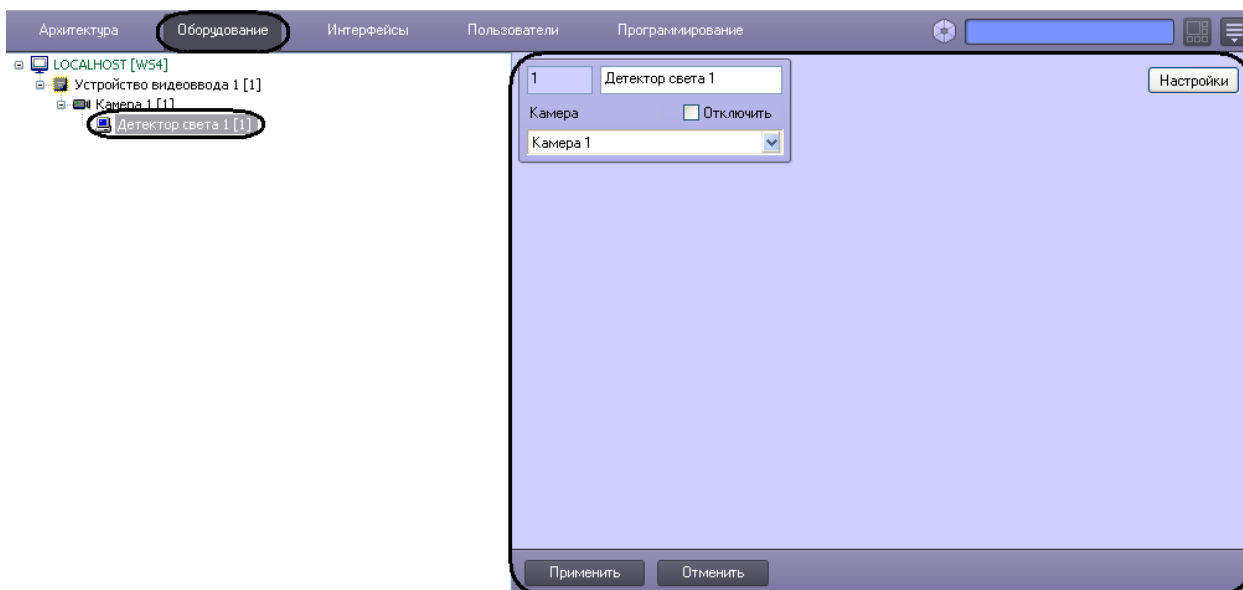 Архитектура Оборудование Интерфейсы Пользователи Программирование
LOCALHOST [WS4]
Устройство видеоввода 1 [1]
Камера 1 [1]
Детектор света 1 [1]
1 Детектор света 1
Настройки
Камера Отключить
Камера 1
Применить Отменить